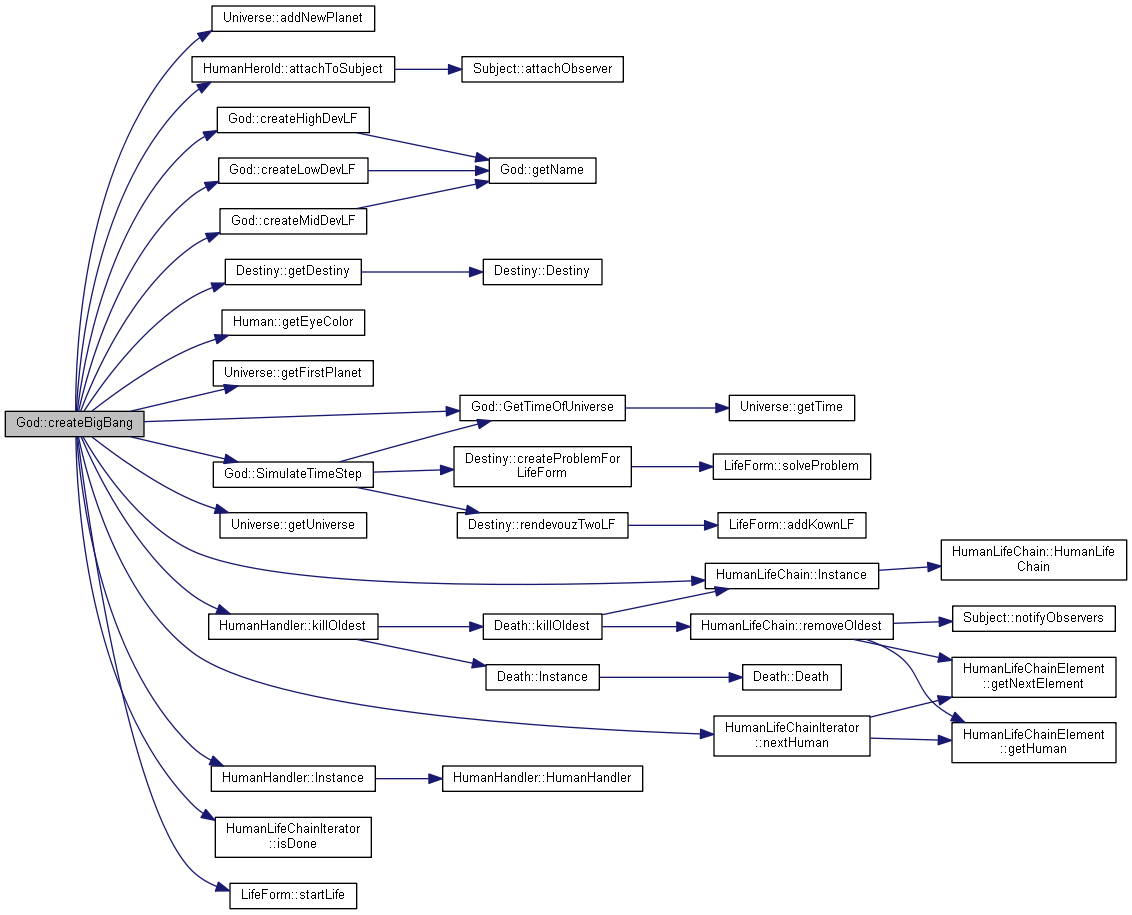 Universe::addNewPlanet
HumanHerold::attachToSubject
Subject::attachObserver
God::createHighDevLF
God::createLowDevLF
God::getName
God::createMidDevLF
Destiny::getDestiny
Destiny::Destiny
Human::getEyeColor
Universe::getFirstPlanet
God::createBigBang
God::GetTimeOfUniverse
Universe::getTime
God::SimulateTimeStep
Destiny::createProblemFor
LifeForm
LifeForm::solveProblem
Universe::getUniverse
Destiny::rendevouzTwoLF
LifeForm::addKownLF
HumanLifeChain::Instance
HumanLifeChain::HumanLife
Chain
HumanHandler::killOldest
Death::killOldest
HumanLifeChain::removeOldest
Subject::notifyObservers
Death::Instance
Death::Death
HumanLifeChainElement
::getNextElement
HumanLifeChainIterator
::nextHuman
HumanLifeChainElement
::getHuman
HumanHandler::Instance
HumanHandler::HumanHandler
HumanLifeChainIterator
::isDone
LifeForm::startLife